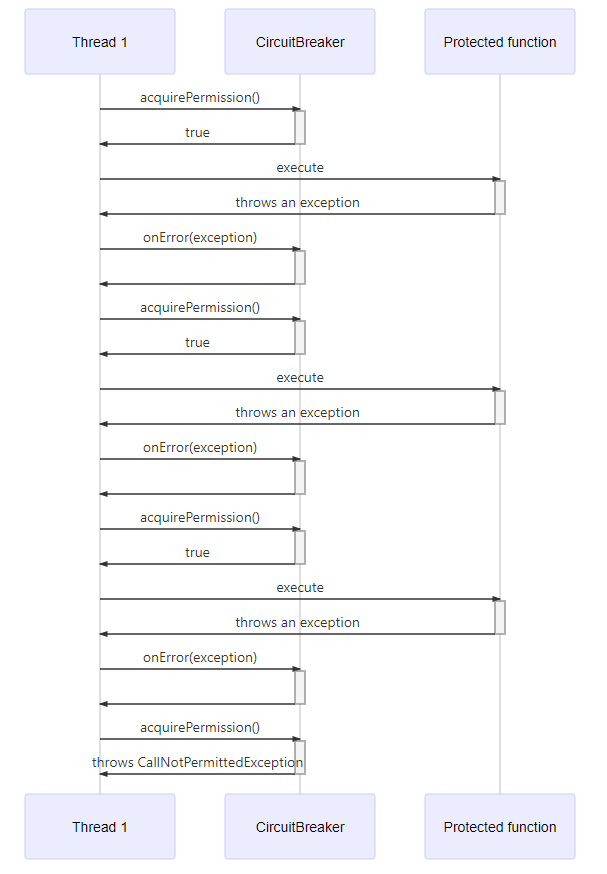 Thread 1
CircuitBreaker
Protected function
acquirePermission()
true
execute
throws an exception
onError(exception)
acquirePermission()
true
execute
throws an exception
onError(exception)
acquirePermission()
true
execute
throws an exception
onError(exception)
acquirePermission()
throws CallNotPermittedException
Thread 1
CircuitBreaker
Protected function